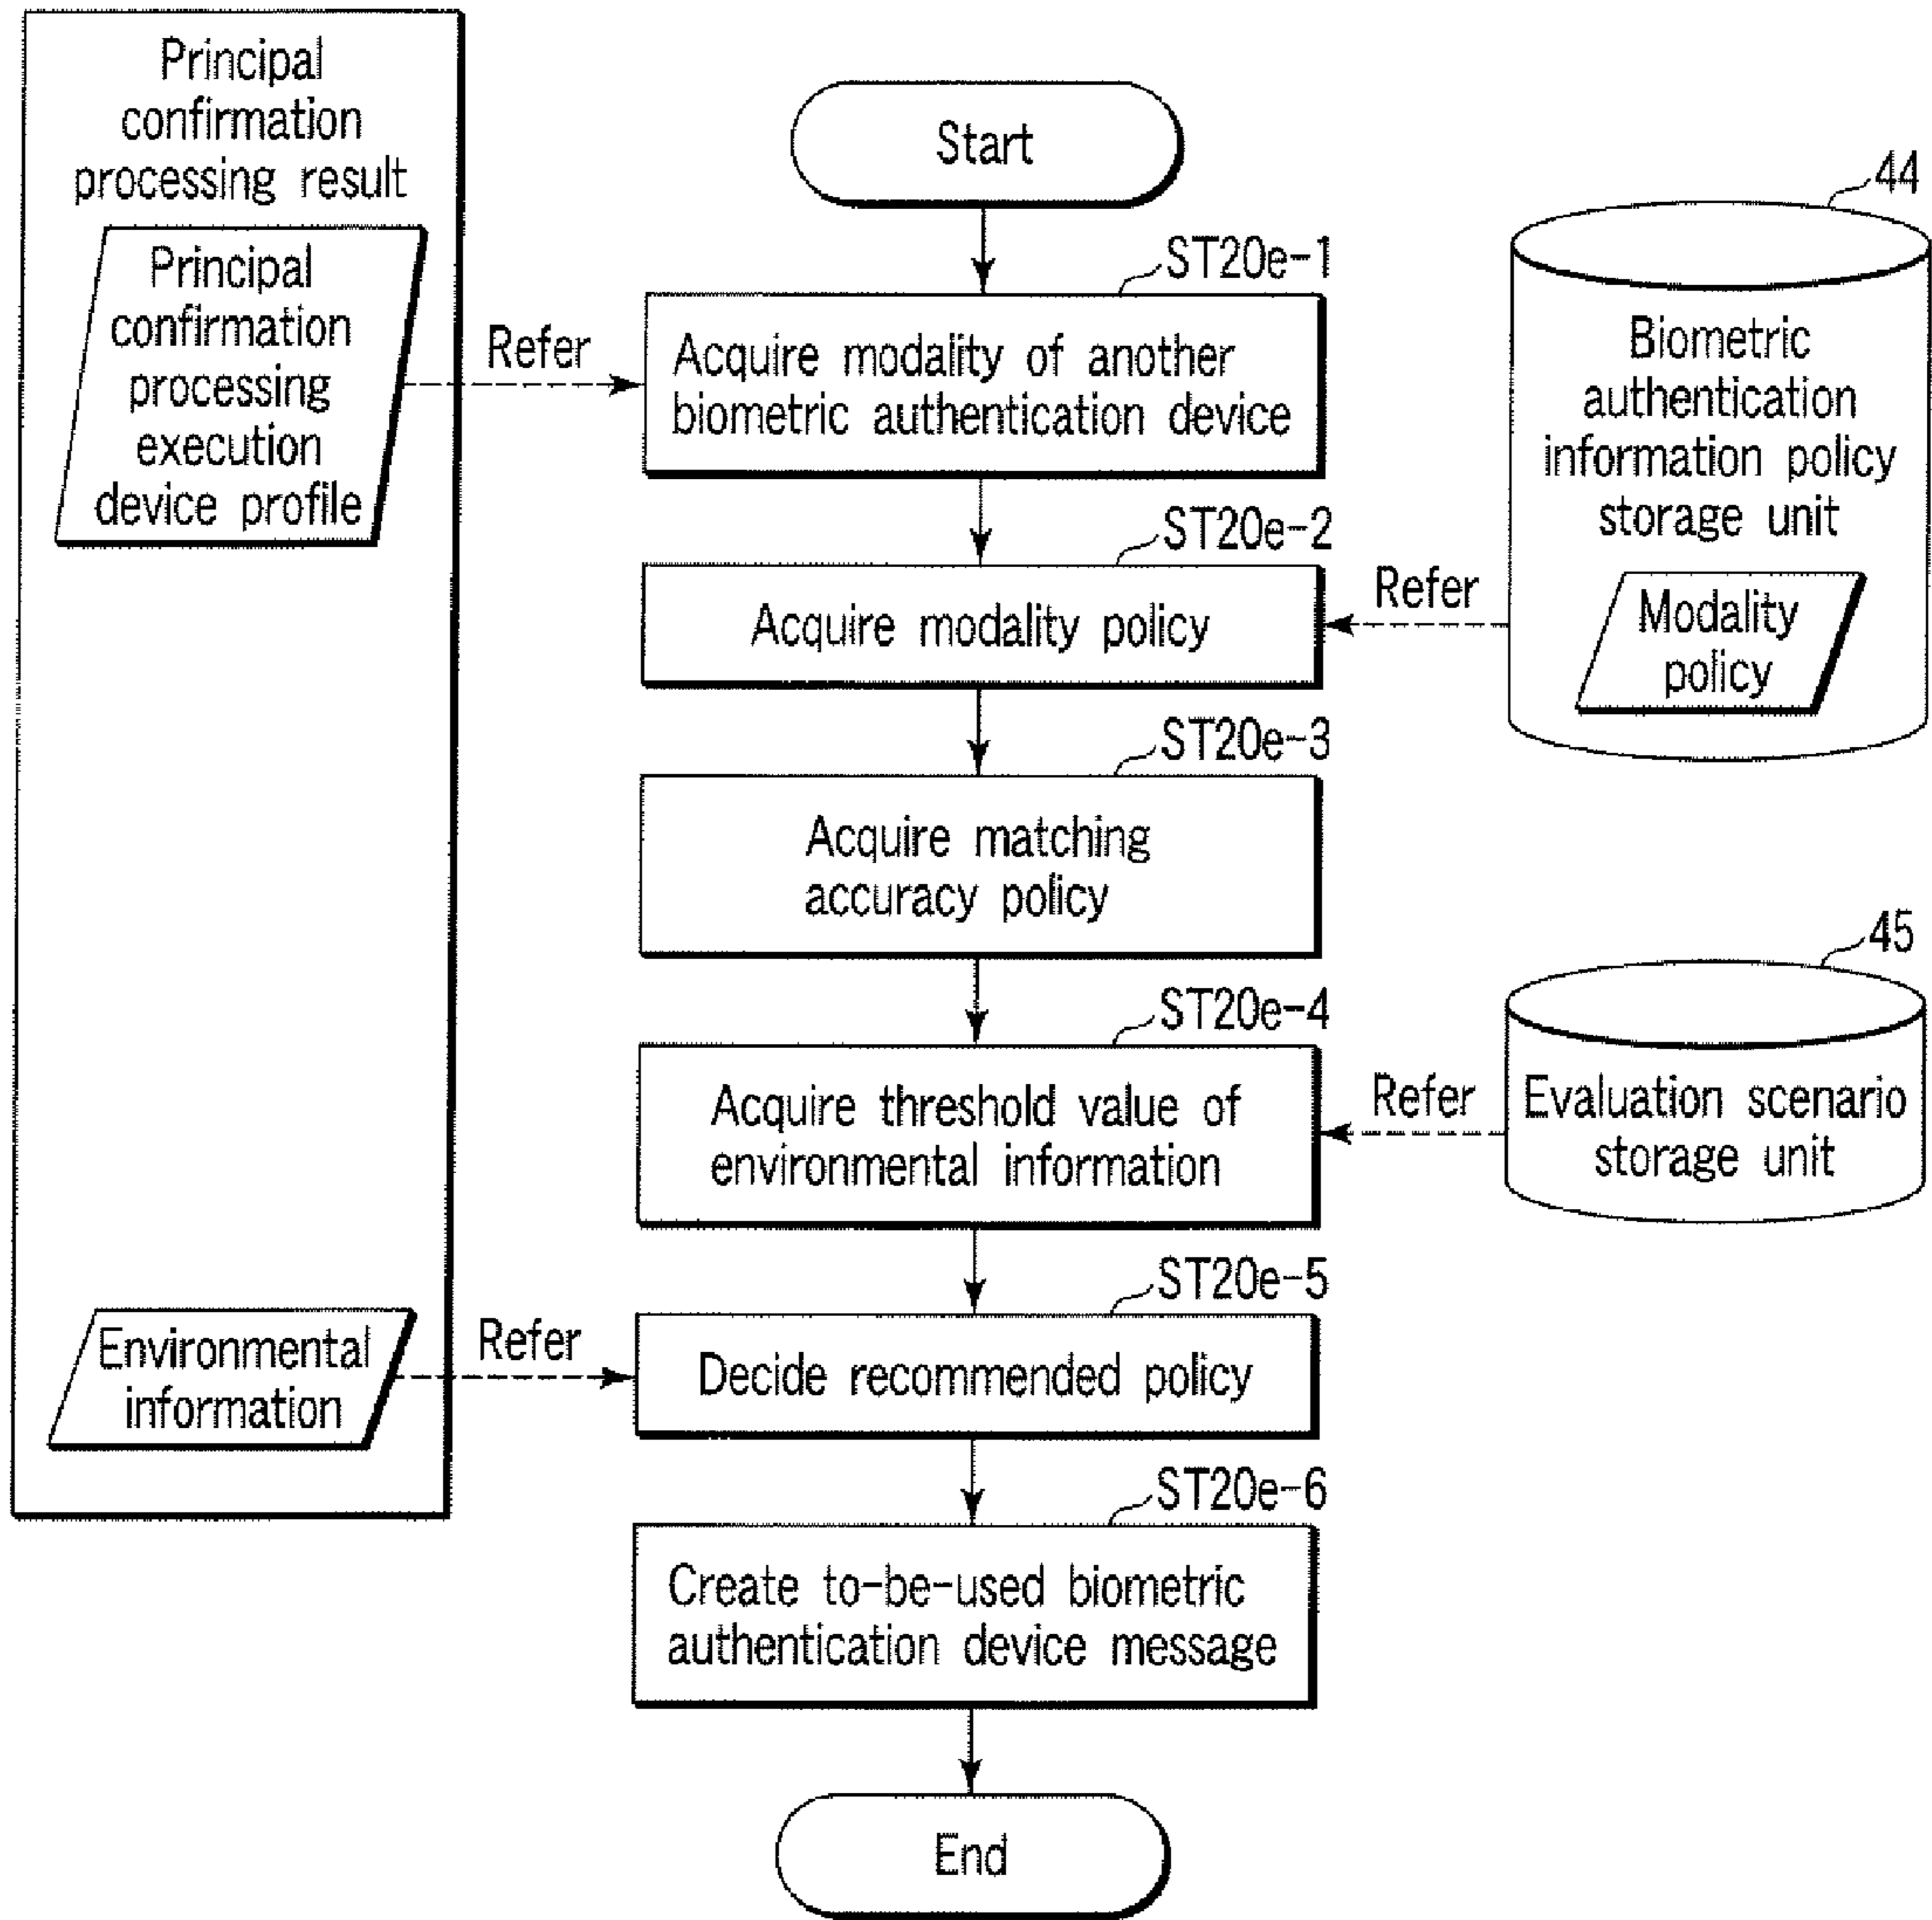 Principal
confirmation
processing result
Principal
confirmation
processing
execution
device profile
Environmental
information
Refer
Refer
Start
ST20e-1
Acquire modality of another
biometric authentication device
ST20e-2
Acquire modality policy
ST20e-3
Acquire matching
accuracy policy
ST20e-4
Acquire threshold value of
environmental information
ST20e-5
Decide recommended policy
ST20e-6
Create to-be-used biometric
authentication device message
End
Refer
Refer
44
Biometric
authentication
information policy
storage unit
Modality
policy
45
Evaluation scenario
storage unit